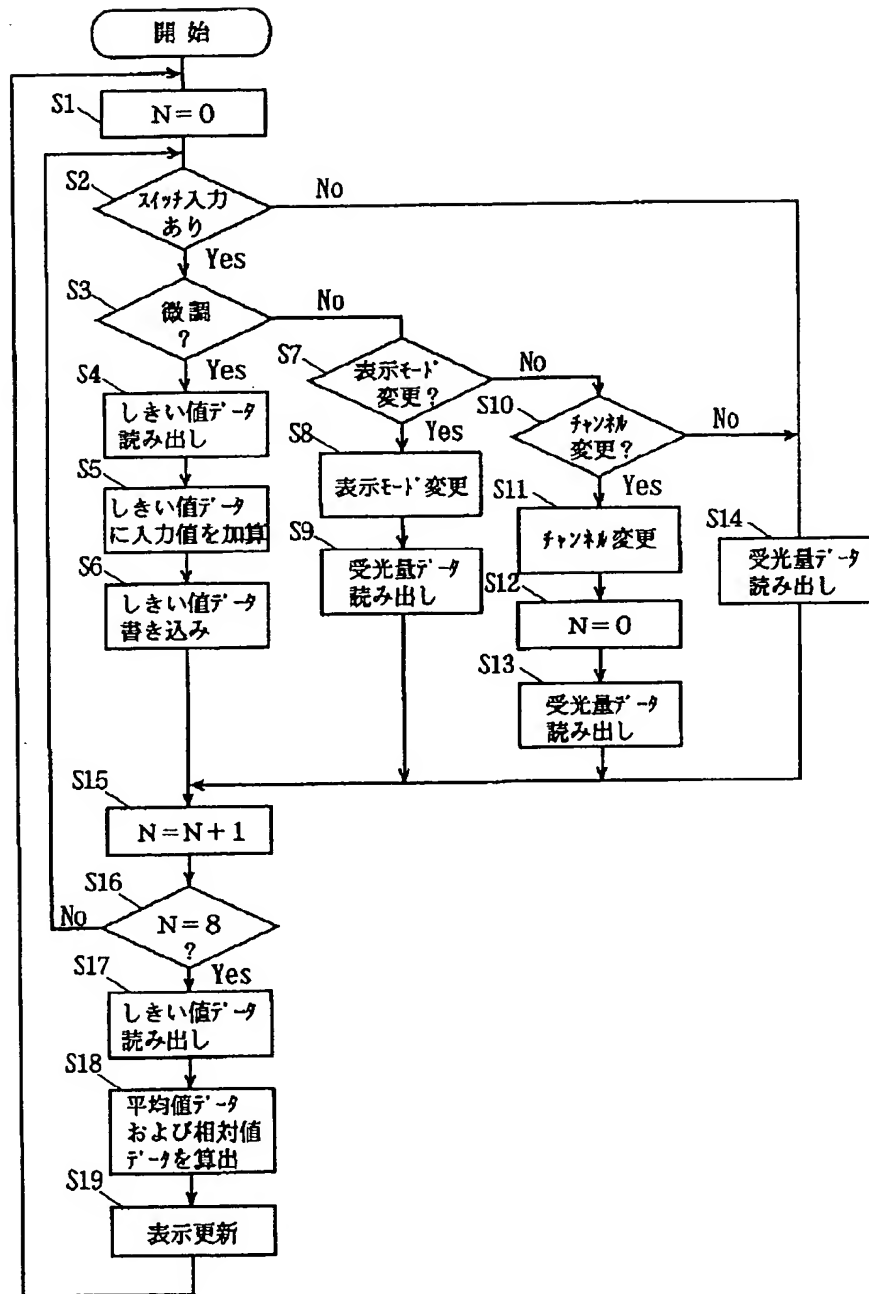 開始
S1
N=0
S2
スイッチ入力
あり
No
Yes
S3
微調
?
No
Yes
S4
しきい値データ
読み出し
S5
しきい値データ
に入力値を加算
S6
しきい値データ
書き込み
S7
表示モード
変更?
No
Yes
S8
表示モード変更
S9
受光量データ
読み出し
S10
チャンネル
変更?
No
Yes
S11
チャンネル変更
S12
N=0
S13
受光量データ
読み出し
S14
受光量データ
読み出し
S15
N=N+1
S16
N=8
?
No
Yes
S17
しきい値データ
読み出し
S18
平均値データ
および相対値
データを算出
S19
表示更新